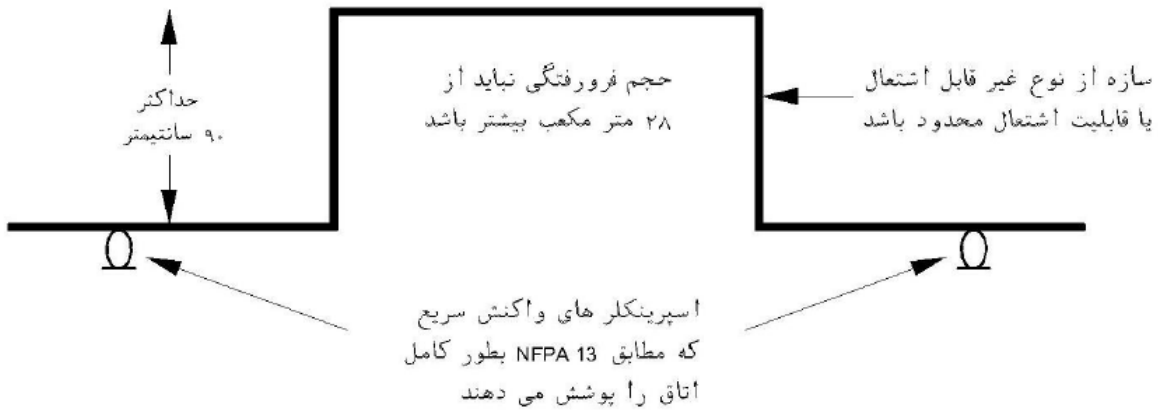 حجم فرورفتگی نباید از
۲۸ متر مکعب بیشتر باشد
سازه از نوع غیر قابل اشتعال
یا قابلیت اشتعال محدود باشد
حداکثر
۹۰ سانتیمتر
اسپرینکلر های واکنش سریع
که مطابق NFPA 13 بطور کامل
اتاق را پوشش می دهند